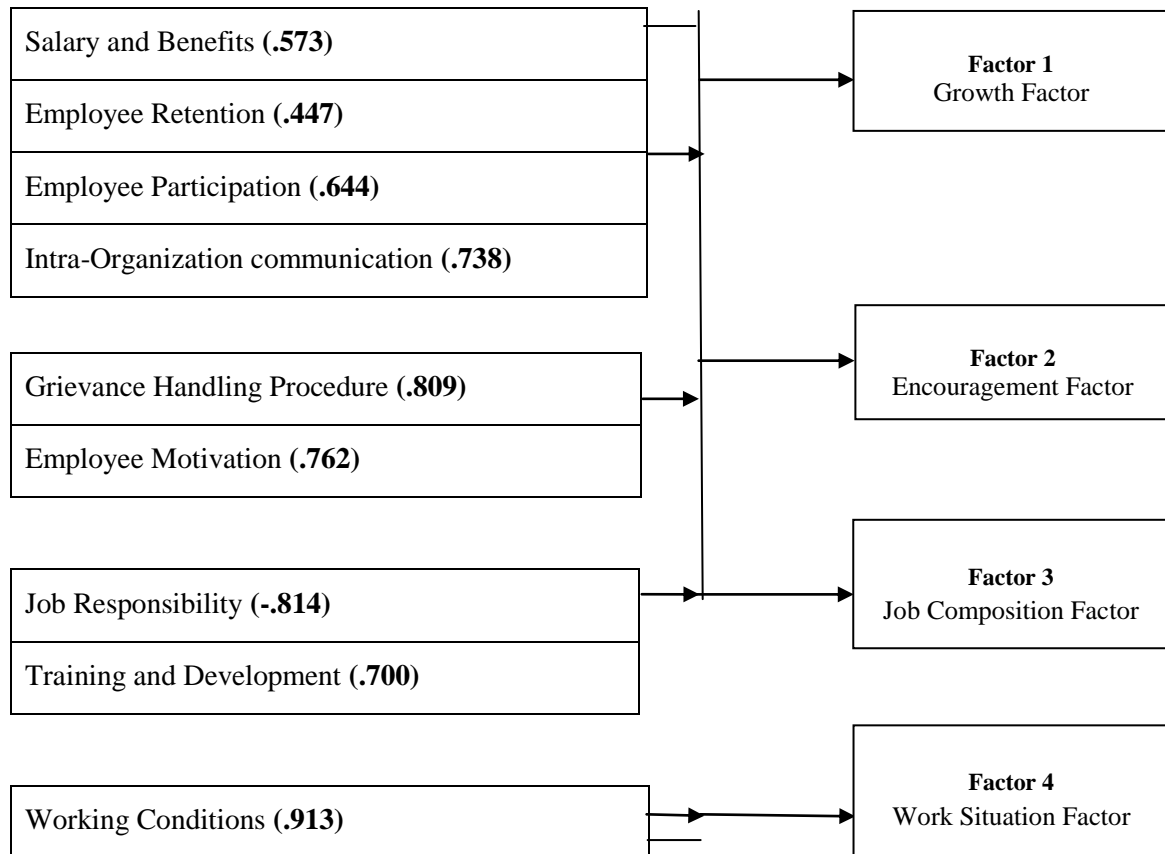 Salary and Benefits (.573)
Employee Retention (.447)
Employee Participation (.644)
Intra-Organization communication (.738)
Grievance Handling Procedure (.809)
Employee Motivation (.762)
Job Responsibility (-.814)
Training and Development (.700)
Working Conditions (.913)
Factor 1
Growth Factor
Factor 2
Encouragement Factor
Factor 3
Job Composition Factor
Factor 4
Work Situation Factor